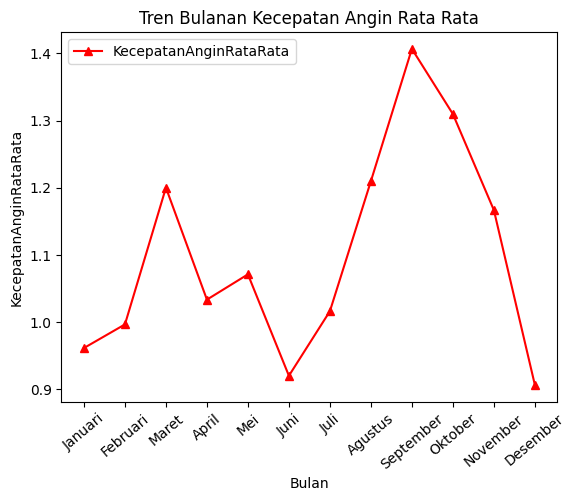 Tren Bulanan Kecepatan Angin Rata Rata
KecepatanAnginRataRata
KecepatanAnginRataRata
1.4
1.3
1.2
1.1
1.0
0.9
Januari
Februari
Maret
April
Mei
Juni
Juli
Agustus
September
Oktober
November
Desember
Bulan